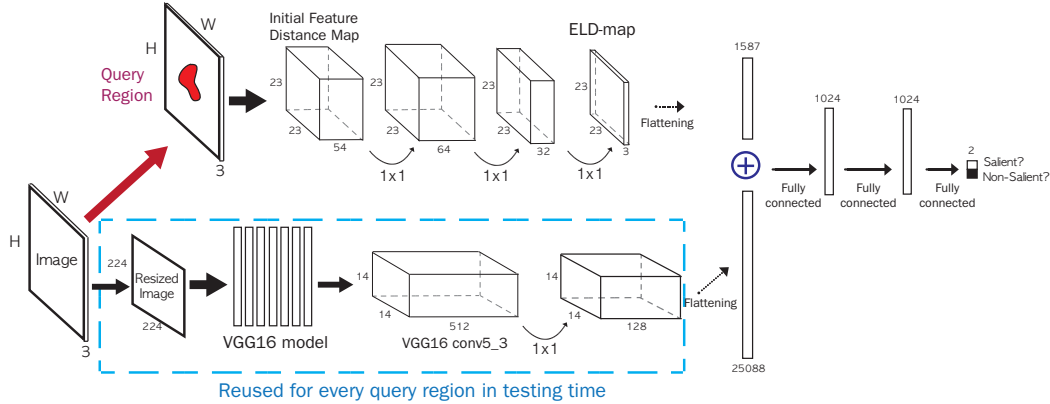 W
H
Query
Region
3
Initial Feature
Distance Map
23
23
54
1x1
23
23
64
1x1
23
23
32
1x1
ELD-map
23
23
3
Flattening
1587
1024
1024
2
Salient?
Non-Salient?
Fully
connected
Fully
connected
Fully
connected
W
H
Image
3
224
Resized
Image
224
VGG16 model
14
14
512
VGG16 conv5_3
1x1
14
14
128
Flattening
25088
Reused for every query region in testing time